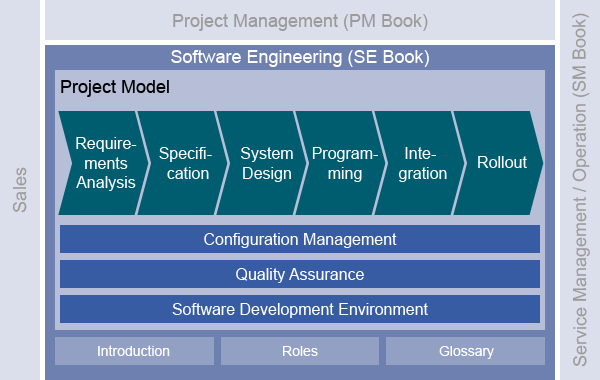 Project Management (PM Book)
Sales
Software Engineering (SE Book)
Project Model
Require-
ments
Analysis
Specifi-
cation
System
Design
Program-
ming
Inte-
gration
Rollout
Configuration Management
Quality Assurance
Software Development Environment
Introduction
Roles
Glossary
Service Management / Operation (SM Book)